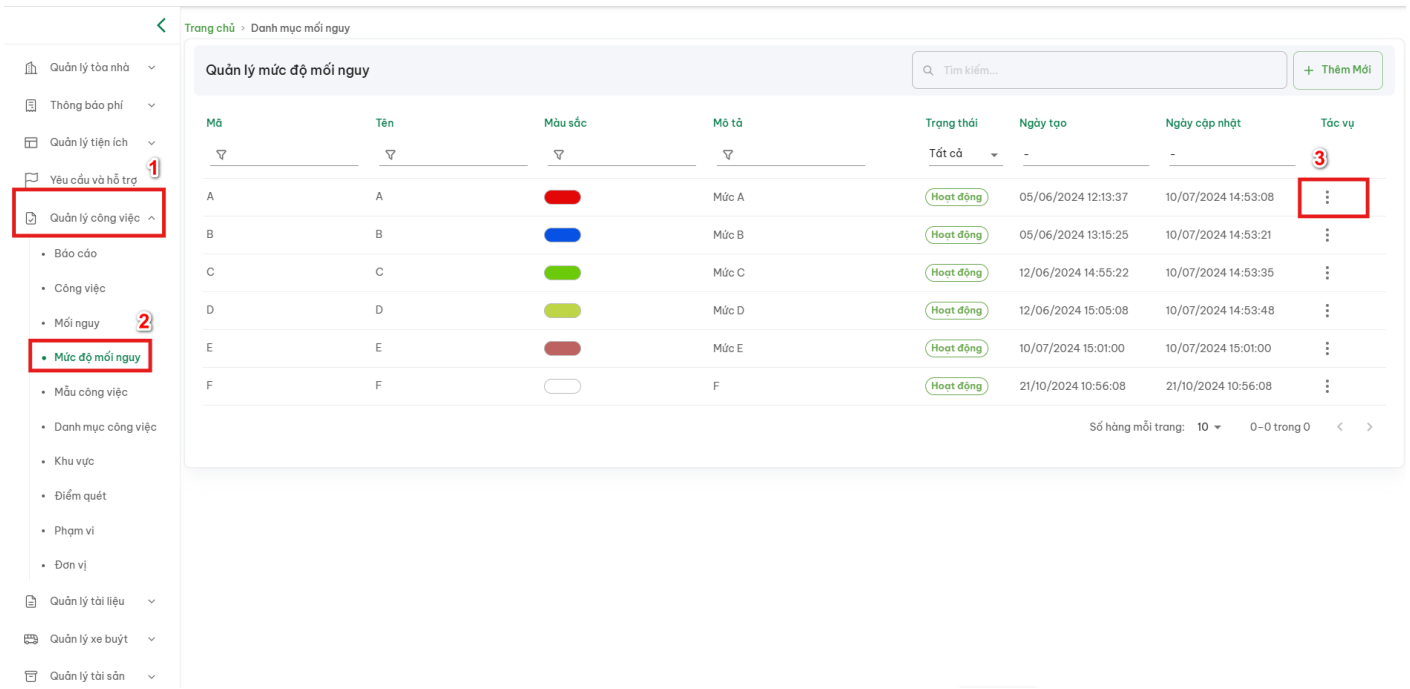 Trang chủ > Danh mục mối nguy
Quản lý tòa nhà
Thông báo phí
Quản lý tiện ích
1
Yêu cầu và hỗ trợ
Quản lý công việc
• Báo cáo
• Công việc
• Mối nguy
2
• Mức độ mối nguy
• Mẫu công việc
• Danh mục công việc
• Khu vực
• Điểm quét
• Phạm vi
• Đơn vị
Quản lý tài liệu
Quản lý xe buýt
Quản lý tài sản
Quản lý mức độ mối nguy
Tìm kiếm...
+ Thêm Mới
Mã Tên Màu sắc Mô tả Trạng thái Ngày tạo Ngày cập nhật Tác vụ
Tất cả - -
3
A A Mức A Hoạt động 05/06/2024 12:13:37 10/07/2024 14:53:08
B B Mức B Hoạt động 05/06/2024 13:15:25 10/07/2024 14:53:21
C C Mức C Hoạt động 12/06/2024 14:55:22 10/07/2024 14:53:35
D D Mức D Hoạt động 12/06/2024 15:05:08 10/07/2024 14:53:48
E E Mức E Hoạt động 10/07/2024 15:01:00 10/07/2024 15:01:00
F F F Hoạt động 21/10/2024 10:56:08 21/10/2024 10:56:08
Số hàng mỗi trang: 10 0–0 trong 0 < >